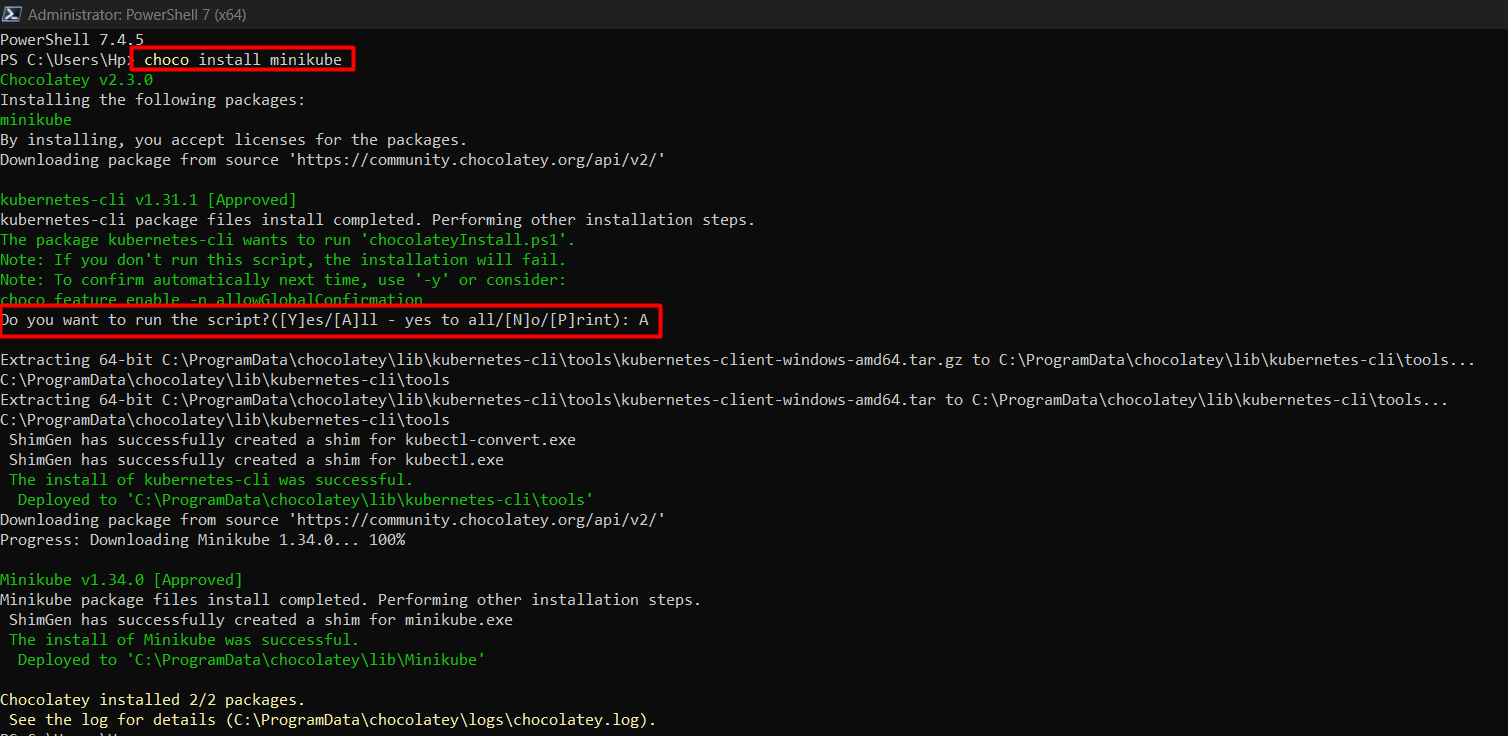 Administrator: PowerShell 7 (x64)
PowerShell 7.4.5
PS C:\Users\Hp> choco install minikube
Chocolatey v2.3.0
Installing the following packages:
minikube
By installing, you accept licenses for the packages.
Downloading package from source 'https://community.chocolatey.org/api/v2/'
kubernetes-cli v1.31.1 [Approved]
kubernetes-cli package files install completed. Performing other installation steps.
The package kubernetes-cli wants to run 'chocolateyInstall.ps1'.
Note: If you don't run this script, the installation will fail.
Note: To confirm automatically next time, use '-y' or consider:
choco feature enable -n allowGlobalConfirmation
Do you want to run the script?([Y]es/[A]ll - yes to all/[N]o/[P]rint): A
Extracting 64-bit C:\ProgramData\chocolatey\lib\kubernetes-cli\tools\kubernetes-client-windows-amd64.tar.gz to C:\ProgramData\chocolatey\lib\kubernetes-cli\tools...
C:\ProgramData\chocolatey\lib\kubernetes-cli\tools
Extracting 64-bit C:\ProgramData\chocolatey\lib\kubernetes-cli\tools\kubernetes-client-windows-amd64.tar to C:\ProgramData\chocolatey\lib\kubernetes-cli\tools...
C:\ProgramData\chocolatey\lib\kubernetes-cli\tools
ShimGen has successfully created a shim for kubectl-convert.exe
ShimGen has successfully created a shim for kubectl.exe
The install of kubernetes-cli was successful.
Deployed to 'C:\ProgramData\chocolatey\lib\kubernetes-cli\tools'
Downloading package from source 'https://community.chocolatey.org/api/v2/'
Progress: Downloading Minikube 1.34.0... 100%
Minikube v1.34.0 [Approved]
Minikube package files install completed. Performing other installation steps.
ShimGen has successfully created a shim for minikube.exe
The install of Minikube was successful.
Deployed to 'C:\ProgramData\chocolatey\lib\Minikube'
Chocolatey installed 2/2 packages.
See the log for details (C:\ProgramData\chocolatey\logs\chocolatey.log).